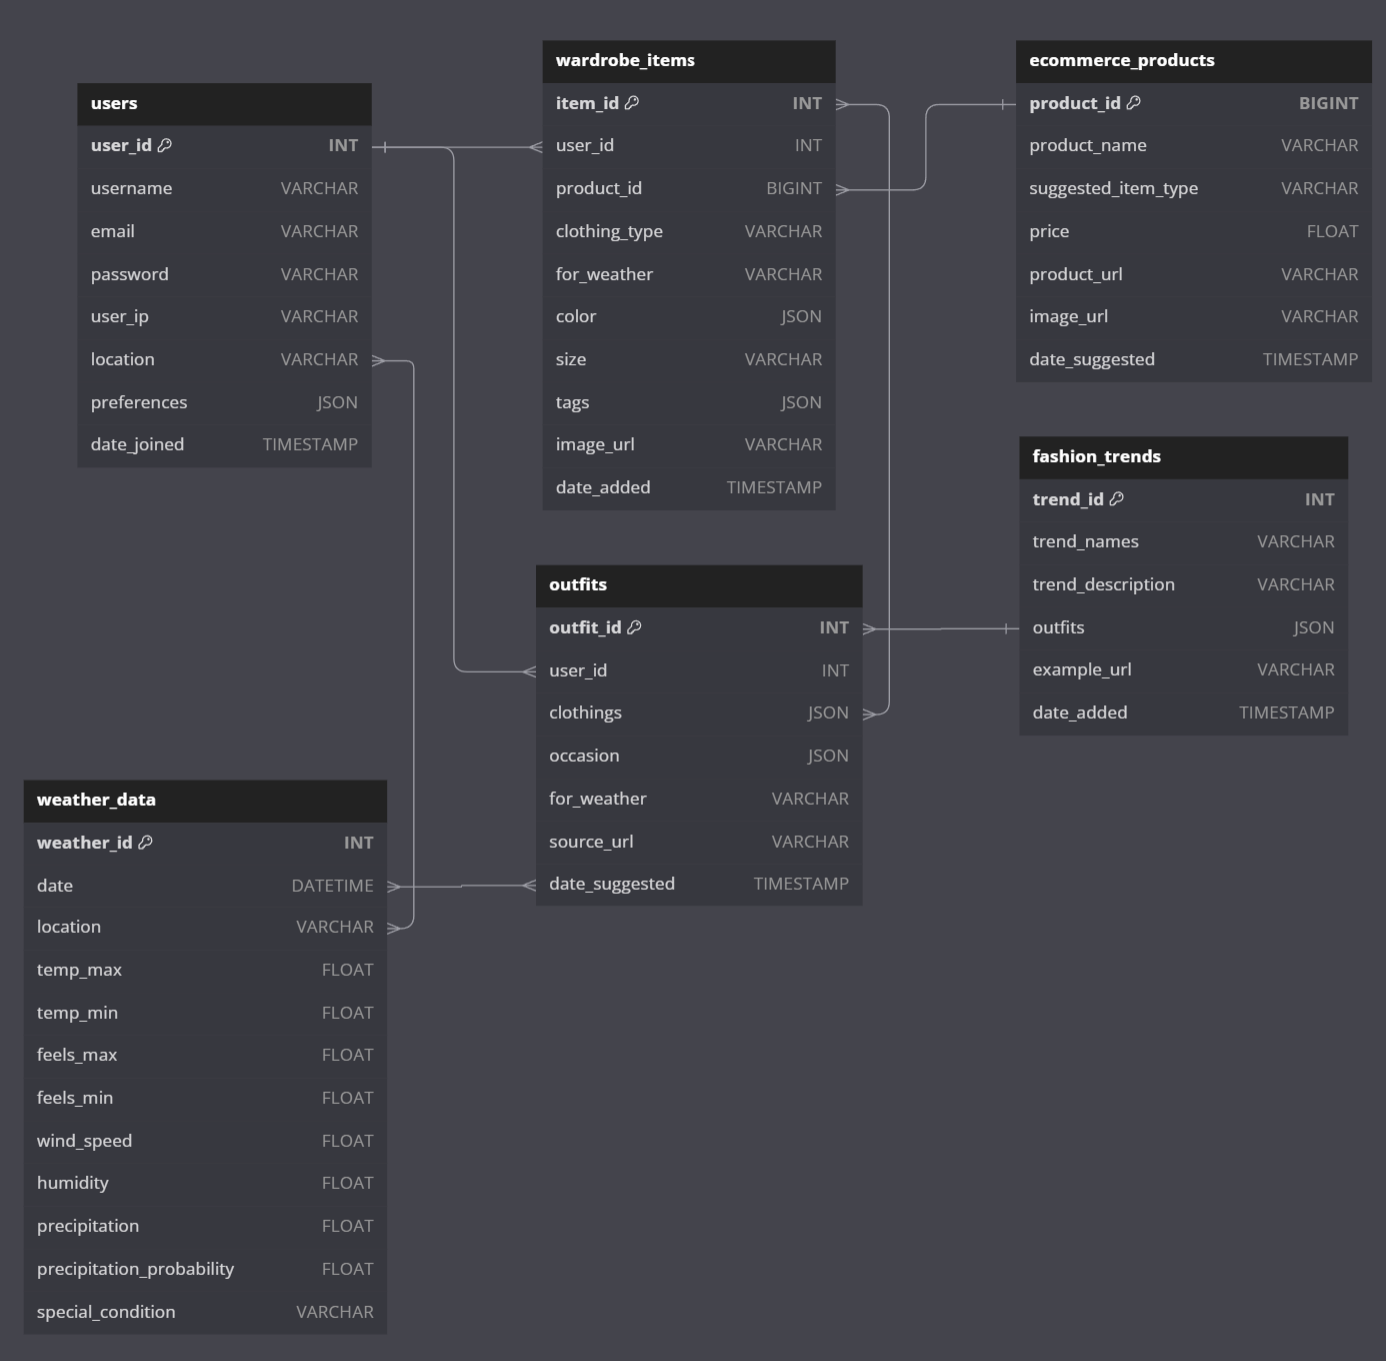 users
user_id INT
username VARCHAR
email VARCHAR
password VARCHAR
user_ip VARCHAR
location VARCHAR
preferences JSON
date_joined TIMESTAMP
wardrobe_items
item_id INT
user_id INT
product_id BIGINT
clothing_type VARCHAR
for_weather VARCHAR
color JSON
size VARCHAR
tags JSON
image_url VARCHAR
date_added TIMESTAMP
ecommerce_products
product_id BIGINT
product_name VARCHAR
suggested_item_type VARCHAR
price FLOAT
product_url VARCHAR
image_url VARCHAR
date_suggested TIMESTAMP
fashion_trends
trend_id INT
trend_names VARCHAR
trend_description VARCHAR
outfits JSON
example_url VARCHAR
date_added TIMESTAMP
outfits
outfit_id INT
user_id INT
clothings JSON
occasion JSON
for_weather VARCHAR
source_url VARCHAR
date_suggested TIMESTAMP
weather_data
weather_id INT
date DATETIME
location VARCHAR
temp_max FLOAT
temp_min FLOAT
feels_max FLOAT
feels_min FLOAT
wind_speed FLOAT
humidity FLOAT
precipitation FLOAT
precipitation_probability FLOAT
special_condition VARCHAR